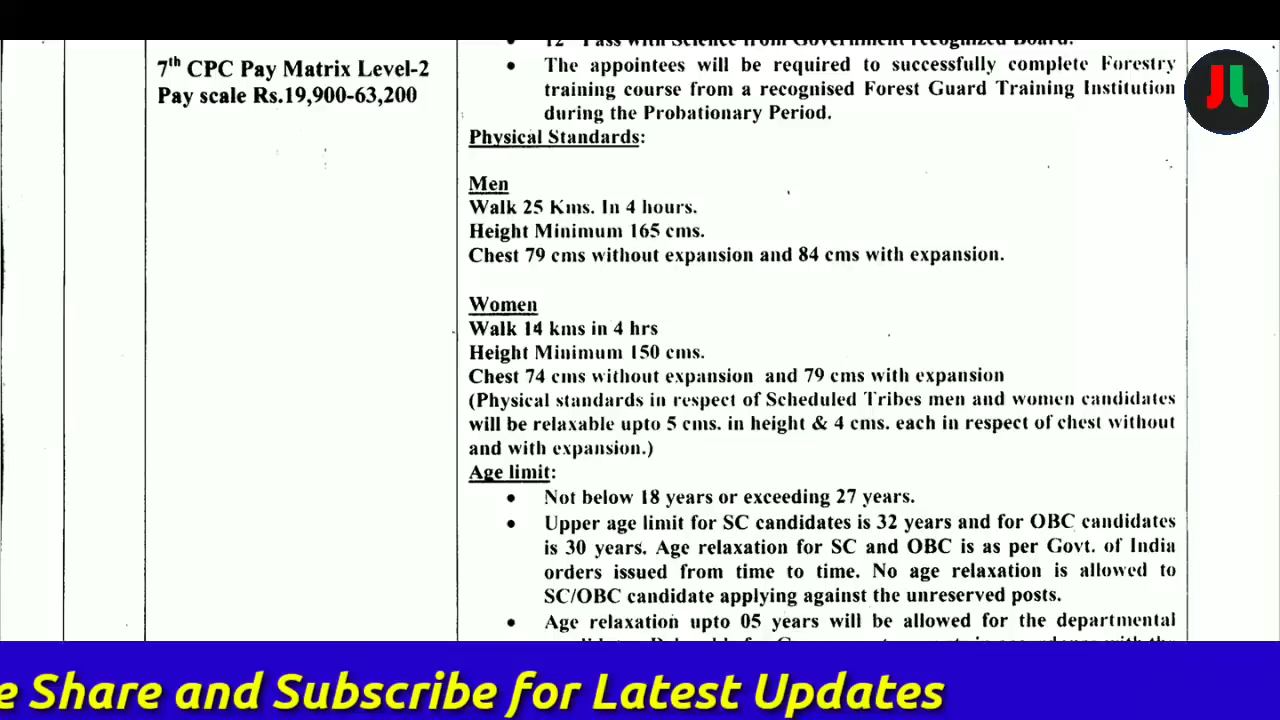 7th CPC Pay Matrix Level-2
Pay scale Rs.19,900-63,200
12 Pass with Science from Government recognized Board.
• The appointees will be required to successfully complete Forestry
training course from a recognised Forest Guard Training Institution
during the Probationary Period.
Physical Standards:
Men
Walk 25 Kms. In 4 hours.
Height Minimum 165 cms.
Chest 79 cms without expansion and 84 cms with expansion.
Women
Walk 14 kms in 4 hrs
Height Minimum 150 cms.
Chest 74 cms without expansion and 79 cms with expansion
(Physical standards in respect of Scheduled Tribes men and women candidates
will be relaxable upto 5 cms. in height & 4 cms. each in respect of chest without
and with expansion.)
Age limit:
• Not below 18 years or exceeding 27 years.
• Upper age limit for SC candidates is 32 years and for OBC candidates
is 30 years. Age relaxation for SC and OBC is as per Govt. of India
orders issued from time to time. No age relaxation is allowed to
SC/OBC candidate applying against the unreserved posts.
• Age relaxation upto 05 years will be allowed for the departmental
JL
e Share and Subscribe for Latest Updates